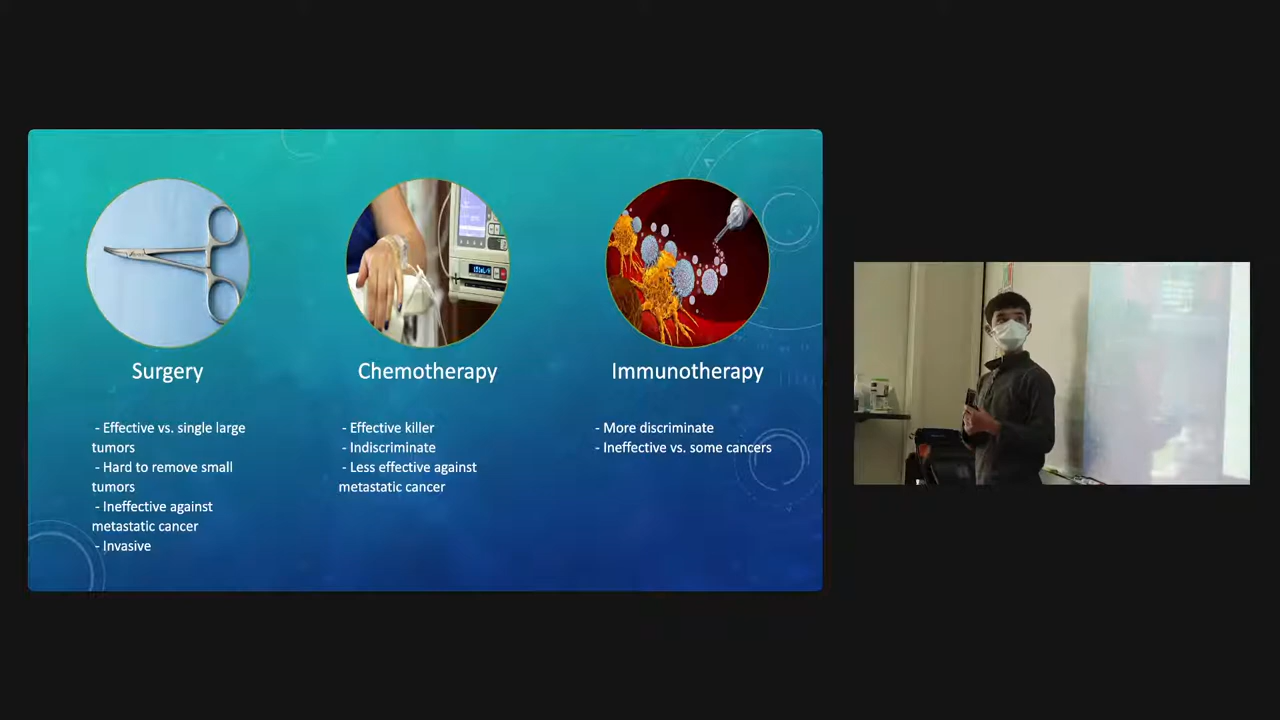 Surgery
- Effective vs. single large
tumors
- Hard to remove small
tumors
- Ineffective against
metastatic cancer
- Invasive
Chemotherapy
- Effective killer
- Indiscriminate
- Less effective against
metastatic cancer
Immunotherapy
- More discriminate
- Ineffective vs. some cancers